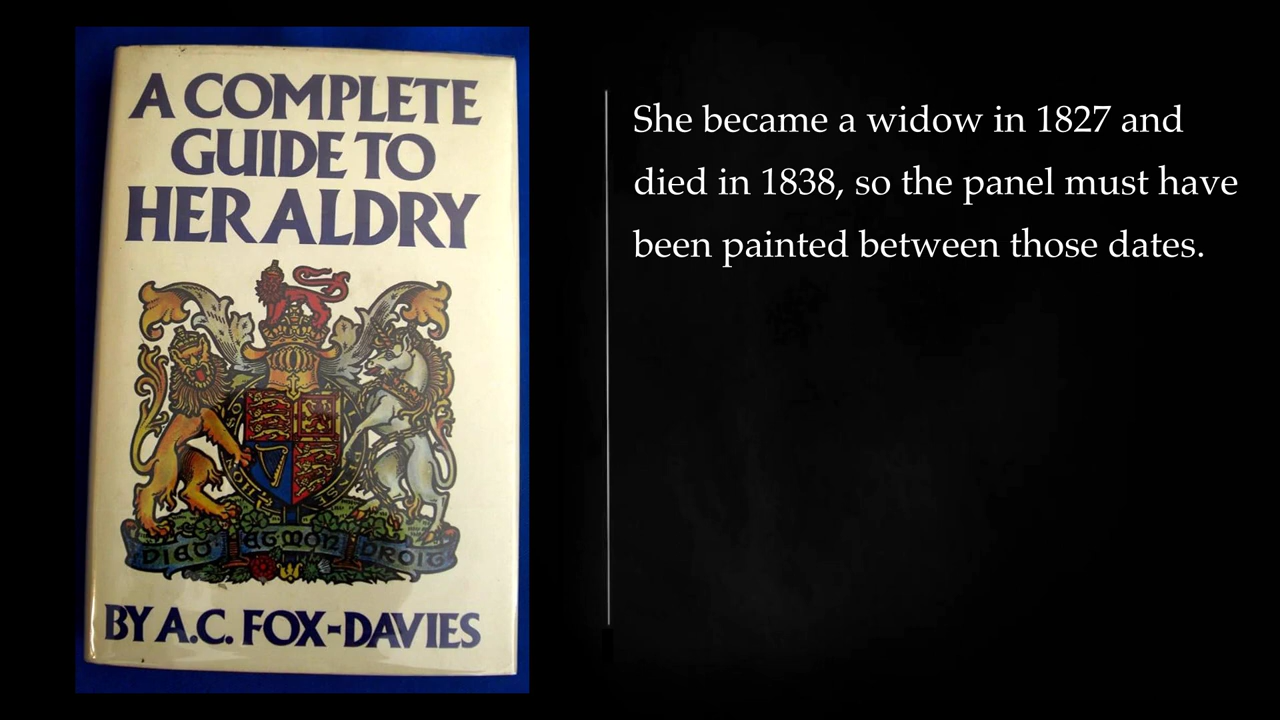 A COMPLETE
GUIDE TO
HERALDRY
DIEU ET MON DROIT
BY A.C. FOX-DAVIES
She became a widow in 1827 and
died in 1838, so the panel must have
been painted between those dates.